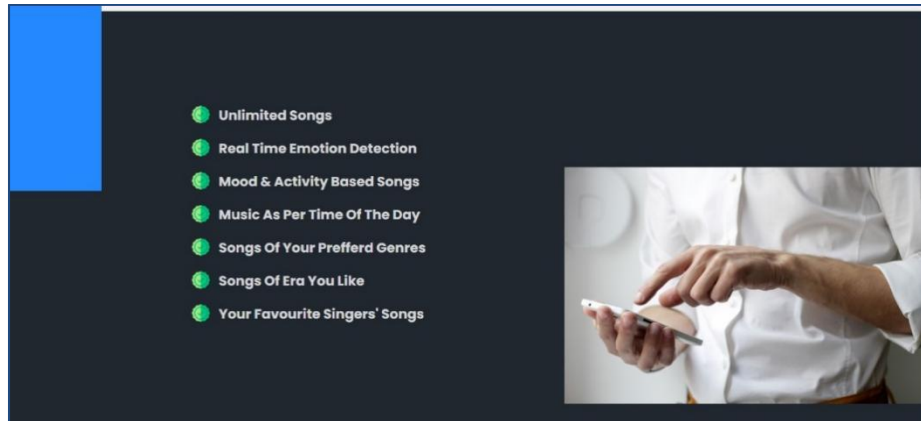 Unlimited Songs
Real Time Emotion Detection
Mood & Activity Based Songs
Music As Per Time Of The Day
Songs Of Your Prefferd Genres
Songs Of Era You Like
Your Favourite Singers' Songs